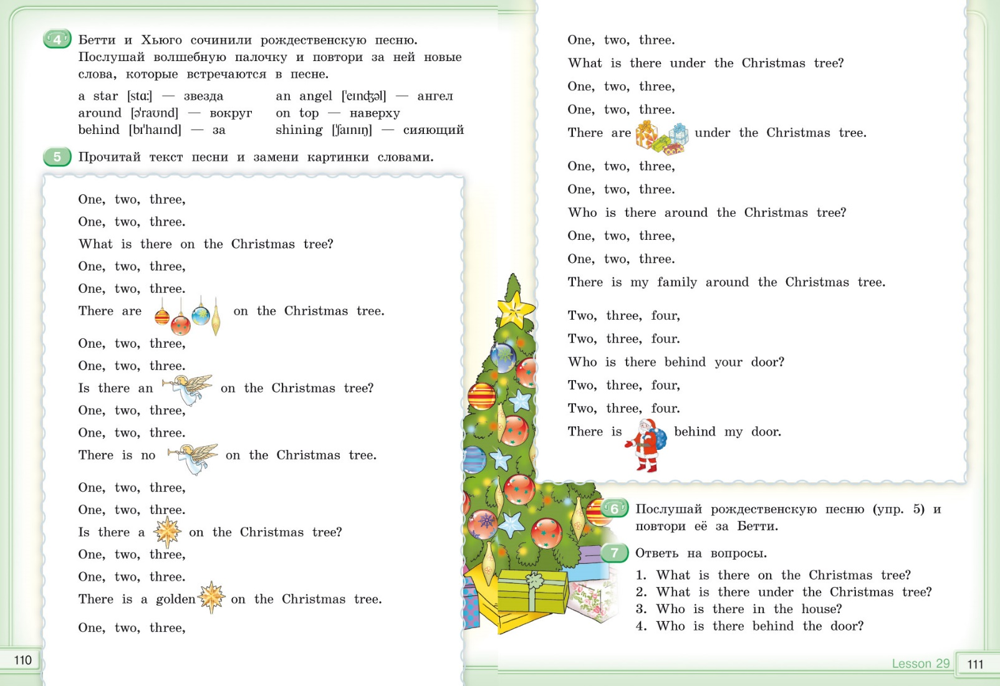 4 Бетти и Хьюго сочинили рождественскую песню.
Послушай волшебную палочку и повтори за ней новые
слова, которые встречаются в песне.
a star [stɑː] — звезда an angel [ˈeɪnʤəl] — ангел
around [əˈraʊnd] — вокруг on top — наверху
behind [bɪˈhaɪnd] — за shining [ˈʃaɪnɪŋ] — сияющий
5 Прочитай текст песни и замени картинки словами.
One, two, three,
One, two, three.
What is there on the Christmas tree?
One, two, three,
One, two, three.
There are on the Christmas tree.
One, two, three,
One, two, three.
Is there an on the Christmas tree?
One, two, three,
One, two, three.
There is no on the Christmas tree.
One, two, three,
One, two, three.
Is there a on the Christmas tree?
One, two, three,
One, two, three.
There is a golden on the Christmas tree.
One, two, three,
110
One, two, three.
What is there under the Christmas tree?
One, two, three,
One, two, three.
There are under the Christmas tree.
One, two, three,
One, two, three.
Who is there around the Christmas tree?
One, two, three,
One, two, three.
There is my family around the Christmas tree.
Two, three, four,
Two, three, four.
Who is there behind your door?
Two, three, four,
Two, three, four.
There is behind my door.
6 Послушай рождественскую песню (упр. 5) и
повтори её за Бетти.
7 Ответь на вопросы.
1. What is there on the Christmas tree?
2. What is there under the Christmas tree?
3. Who is there in the house?
4. Who is there behind the door?
Lesson 29 111